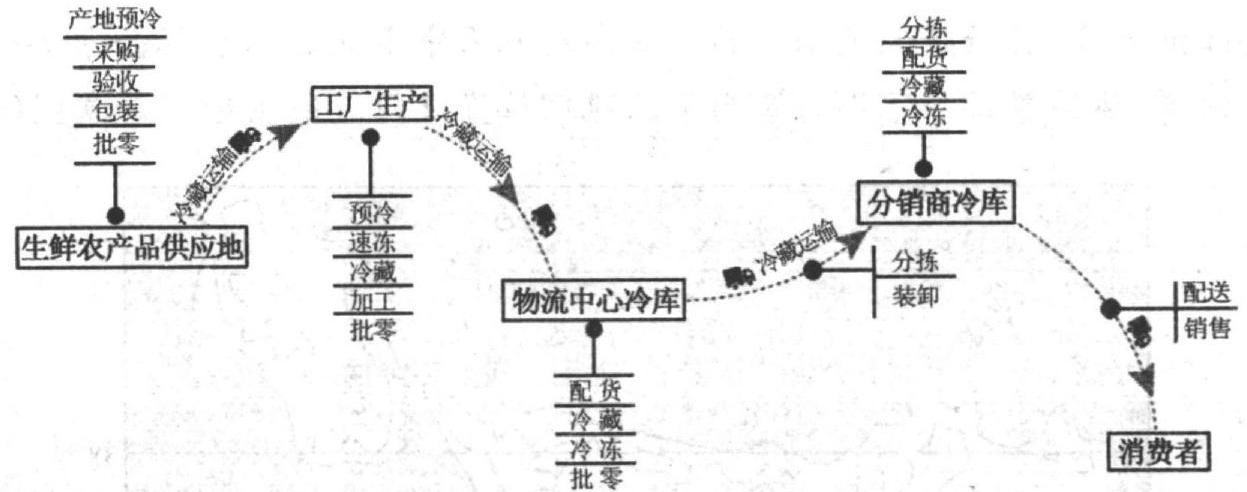 产地预冷
采购
验收
包装
批零
生鲜农产品供应地
冷藏运输
工厂生产
预冷
速冻
冷藏
加工
批零
冷藏运输
物流中心冷库
配货
冷藏
冷冻
批零
冷藏运输
分拣
装卸
分拣
配货
冷藏
冷冻
分销商冷库
配送
销售
消费者